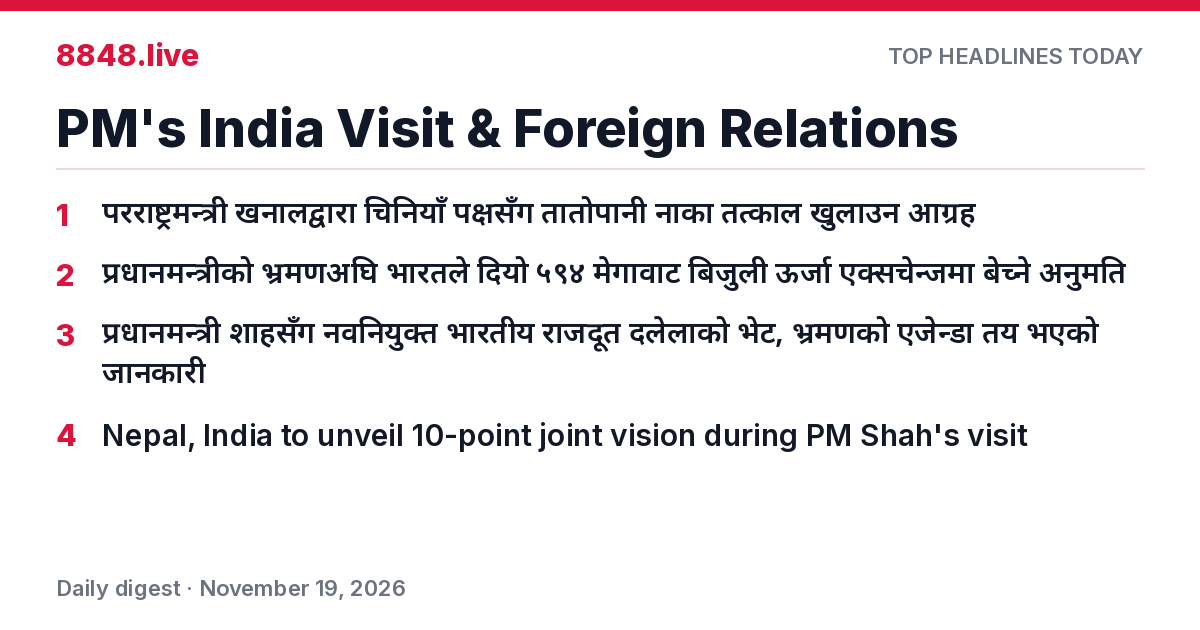 8848.live
TOP HEADLINES TODAY
PM's India Visit & Foreign Relations
1 परराष्ट्रमन्त्री खनालद्वारा चिनियाँ पक्षसँग तातोपानी नाका तत्काल खुलाउन आग्रह
2 प्रधानमन्त्रीको भ्रमणअघि भारतले दियो ५९४ मेगावाट बिजुली ऊर्जा एक्सचेन्जमा बेच्ने अनुमति
3 प्रधानमन्त्री शाहसँग नवनियुक्त भारतीय राजदूत दलेलाको भेट, भ्रमणको एजेन्डा तय भएको
जानकारी
4 Nepal, India to unveil 10-point joint vision during PM Shah's visit
Daily digest · November 19, 2026